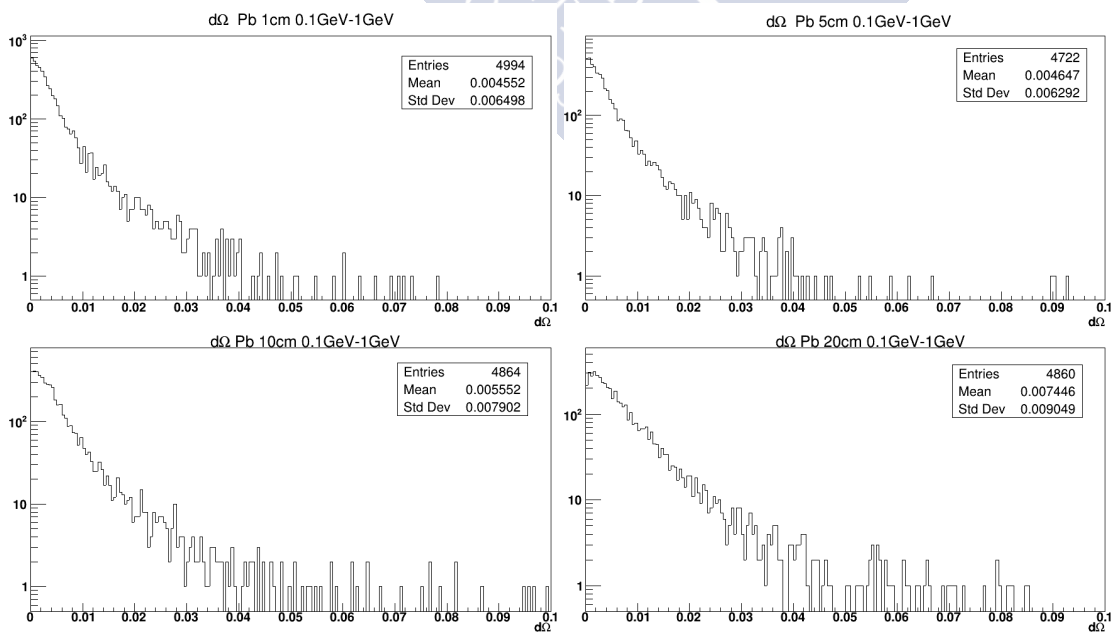 dΩ Pb 1cm 0.1GeV-1GeV
Entries 4994
Mean 0.004552
Std Dev 0.006498
10³
10²
10
1
0 0.01 0.02 0.03 0.04 0.05 0.06 0.07 0.08 0.09 0.1
dΩ
dΩ Pb 5cm 0.1GeV-1GeV
Entries 4722
Mean 0.004647
Std Dev 0.006292
10²
10
1
0 0.01 0.02 0.03 0.04 0.05 0.06 0.07 0.08 0.09 0.1
dΩ
dΩ Pb 10cm 0.1GeV-1GeV
Entries 4864
Mean 0.005552
Std Dev 0.007902
10²
10
1
0 0.01 0.02 0.03 0.04 0.05 0.06 0.07 0.08 0.09 0.1
dΩ
dΩ Pb 20cm 0.1GeV-1GeV
Entries 4860
Mean 0.007446
Std Dev 0.009049
10²
10
1
0 0.01 0.02 0.03 0.04 0.05 0.06 0.07 0.08 0.09 0.1
dΩ